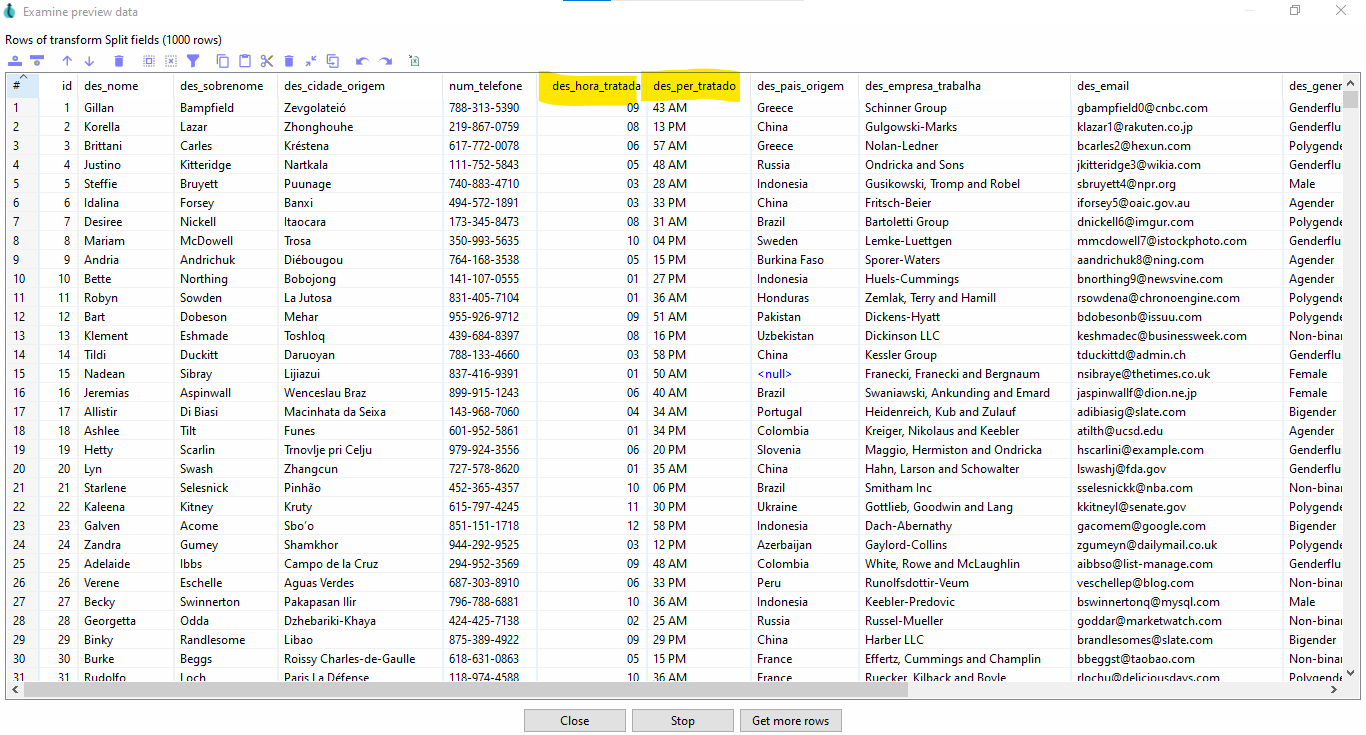 Examine preview data
Rows of transform Split fields (1000 rows)
# id des_nome des_sobrenome des_cidade_origem num_telefone des_hora_tratada des_per_tratado des_pais_origem des_empresa_trabalha des_email des_gener
1 1 Gillan Bampfield Zevgolateió 788-313-5390 09 43 AM Greece Schinner Group gbampfield0@cnbc.com Genderflu
2 2 Korella Lazar Zhonghouhe 219-867-0759 08 13 PM China Gulgowski-Marks klazar1@rakuten.co.jp Genderflu
3 3 Brittani Carles Kréstena 617-772-0078 06 57 AM Greece Nolan-Ledner bcarles2@hexun.com Polygende
4 4 Justino Kitteridge Nartkala 111-752-5843 05 48 AM Russia Ondricka and Sons jkitteridge3@wikia.com Genderflu
5 5 Steffie Bruyett Puunage 740-883-4710 03 28 AM Indonesia Gusikowski, Tromp and Robel sbruyett4@npr.org Male
6 6 Idalina Forsey Banxi 494-572-1891 03 33 PM China Fritsch-Beier iforsey5@oaic.gov.au Agender
7 7 Desiree Nickell Itaocara 173-345-8473 08 31 AM Brazil Bartoletti Group dnickell6@imgur.com Polygende
8 8 Mariam McDowell Trosa 350-993-5635 10 04 PM Sweden Lemke-Luettgen mmcdowell7@istockphoto.com Genderflu
9 9 Andria Andrichuk Diébougou 764-168-3538 05 15 PM Burkina Faso Sporer-Waters aandrichuk8@ning.com Agender
10 10 Bette Northing Bobojong 141-107-0555 01 27 PM Indonesia Huels-Cummings bnorthing9@newsvine.com Agender
11 11 Robyn Sowden La Jutosa 831-405-7104 01 36 AM Honduras Zemlak, Terry and Hamill rsowdena@chronoengine.com Polygende
12 12 Bart Dobeson Mehar 955-926-9712 09 51 AM Pakistan Dickens-Hyatt bdobesonb@issuu.com Polygende
13 13 Klement Eshmade Toshloq 439-684-8397 08 16 PM Uzbekistan Dickinson LLC keshmadec@businessweek.com Non-binar
14 14 Tildi Duckitt Daruoyan 788-133-4660 03 58 PM China Kessler Group tduckittd@admin.ch Genderflu
15 15 Nadean Sibray Lijiazui 837-416-9391 01 50 AM <null> Franecki, Franecki and Bergnaum nsibraye@thetimes.co.uk Female
16 16 Jeremias Aspinwall Wenceslau Braz 899-915-1243 06 40 AM Brazil Swaniawski, Ankunding and Emard jaspinwallf@dion.ne.jp Female
17 17 Allistir Di Biasi Macinhata da Seixa 143-968-7060 04 34 AM Portugal Heidenreich, Kub and Zulauf adibiasig@slate.com Bigender
18 18 Ashlee Tilt Funes 601-952-5861 01 34 PM Colombia Kreiger, Nikolaus and Keebler atilth@ucsd.edu Agender
19 19 Hetty Scarlin Trnovlje pri Celju 979-924-3556 06 20 PM Slovenia Maggio, Hermiston and Ondricka hscarlini@example.com Genderflu
20 20 Lyn Swash Zhangcun 727-578-8620 01 35 AM China Hahn, Larson and Schowalter lswashj@fda.gov Genderflu
21 21 Starlene Selesnick Pinhão 452-365-4357 10 06 PM Brazil Smitham Inc sselesnickk@nba.com Non-binar
22 22 Kaleena Kitney Kruty 615-797-4245 11 30 PM Ukraine Gottlieb, Goodwin and Lang kkitneyl@senate.gov Polygende
23 23 Galven Acome Sbo’o 851-151-1718 12 58 PM Indonesia Dach-Abernathy gacomem@google.com Bigender
24 24 Zandra Gumey Shamkhor 944-292-9525 03 12 PM Azerbaijan Gaylord-Collins zgumeyn@dailymail.co.uk Polygende
25 25 Adelaide Ibbs Campo de la Cruz 294-952-3569 09 48 AM Colombia White, Rowe and McLaughlin aibbso@list-manage.com Genderflu
26 26 Verene Eschelle Aguas Verdes 687-303-8910 06 33 PM Peru Runolfsdottir-Veum veschellep@blog.com Non-binar
27 27 Becky Swinnerton Pakapasan Ilir 796-788-6881 10 36 AM Indonesia Keebler-Predovic bswinnertonq@mysql.com Male
28 28 Georgetta Odda Dzhebariki-Khaya 424-425-7138 02 25 AM Russia Russel-Mueller goddar@marketwatch.com Non-binar
29 29 Binky Randlesome Libao 875-389-4922 09 29 PM China Harber LLC brandlesomes@slate.com Bigender
30 30 Burke Beggs Roissy Charles-de-Gaulle 618-631-0863 05 15 PM France Effertz, Cummings and Champlin bbeggst@taobao.com Non-binar
31 31 Rudolfo Loch Paris La Défense 118-974-4588 10 36 AM France Ruecker, Kilback and Boyle rlochu@deliciousdays.com Polygende
Close Stop Get more rows